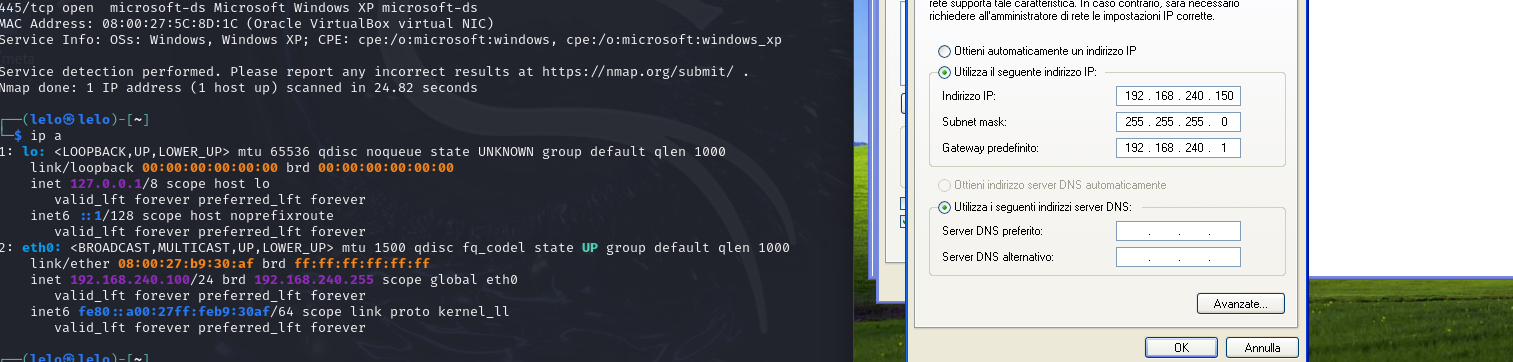 445/tcp open  microsoft-ds Microsoft Windows XP microsoft-ds
MAC Address: 08:00:27:5C:8D:1C (Oracle VirtualBox virtual NIC)
Service Info: OSs: Windows, Windows XP; CPE: cpe:/o:microsoft:windows, cpe:/o:microsoft:windows_xp
Service detection performed. Please report any incorrect results at https://nmap.org/submit/ .
Nmap done: 1 IP address (1 host up) scanned in 24.82 seconds
┌──(lelo㉿lelo)-[~]
└─$ ip a
1: lo: <LOOPBACK,UP,LOWER_UP> mtu 65536 qdisc noqueue state UNKNOWN group default qlen 1000
link/loopback 00:00:00:00:00:00 brd 00:00:00:00:00:00
inet 127.0.0.1/8 scope host lo
valid_lft forever preferred_lft forever
inet6 ::1/128 scope host noprefixroute
valid_lft forever preferred_lft forever
2: eth0: <BROADCAST,MULTICAST,UP,LOWER_UP> mtu 1500 qdisc fq_codel state UP group default qlen 1000
link/ether 08:00:27:b9:30:af brd ff:ff:ff:ff:ff:ff
inet 192.168.240.100/24 brd 192.168.240.255 scope global eth0
valid_lft forever preferred_lft forever
inet6 fe80::a00:27ff:feb9:30af/64 scope link proto kernel_ll
valid_lft forever preferred_lft forever
┌──(lelo㉿lelo)-[~]
rete supporta tale caratteristica. In caso contrario, sarà necessario
richiedere all'amministratore di rete le impostazioni IP corrette.
Ottieni automaticamente un indirizzo IP
Utilizza il seguente indirizzo IP:
Indirizzo IP: 192 . 168 . 240 . 150
Subnet mask: 255 . 255 . 255 . 0
Gateway predefinito: 192 . 168 . 240 . 1
Ottieni indirizzo server DNS automaticamente
Utilizza i seguenti indirizzi server DNS:
Server DNS preferito: . . .
Server DNS alternativo: . . .
Avanzate...
OK Annulla